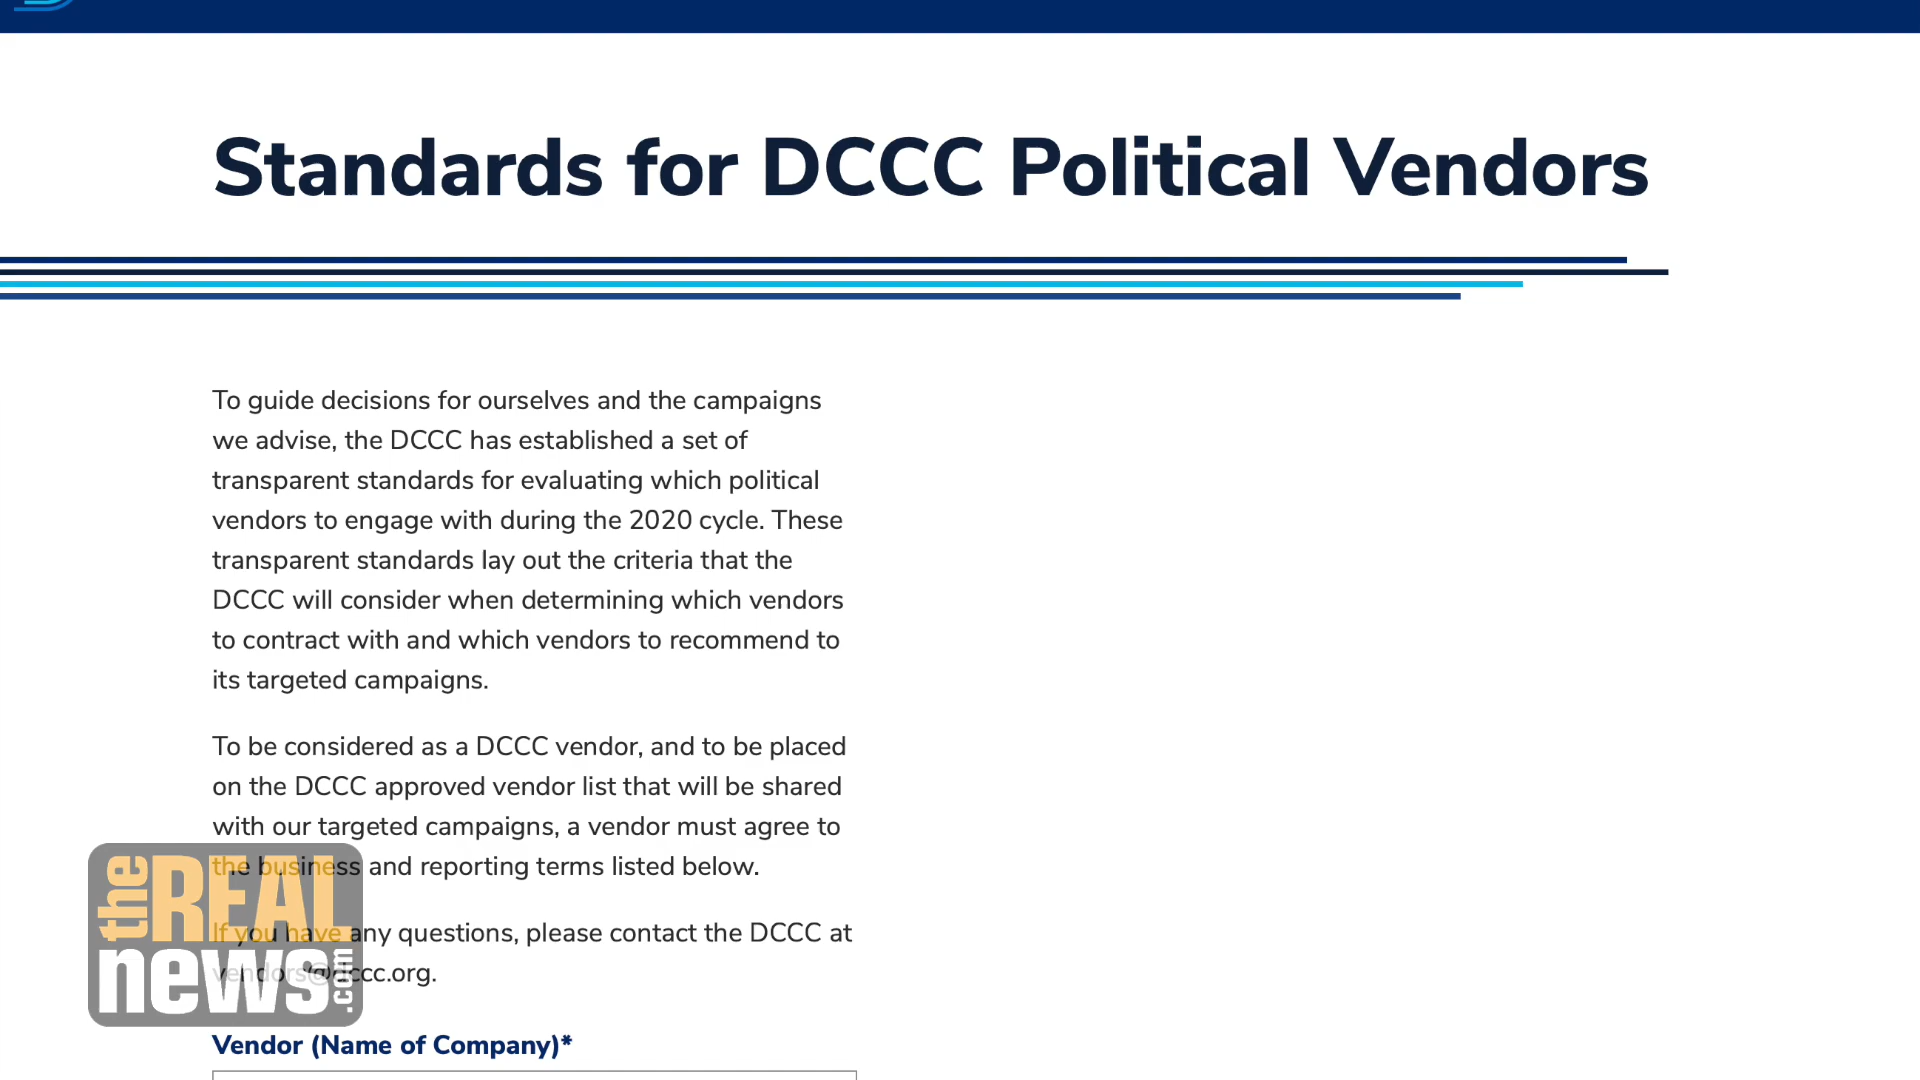 Standards for DCCC Political Vendors
To guide decisions for ourselves and the campaigns
we advise, the DCCC has established a set of
transparent standards for evaluating which political
vendors to engage with during the 2020 cycle. These
transparent standards lay out the criteria that the
DCCC will consider when determining which vendors
to contract with and which vendors to recommend to
its targeted campaigns.
To be considered as a DCCC vendor, and to be placed
on the DCCC approved vendor list that will be shared
with our targeted campaigns, a vendor must agree to
the business and reporting terms listed below.
If you have any questions, please contact the DCCC at
vendors@dccc.org.
Vendor (Name of Company)*
the REAL
news.com